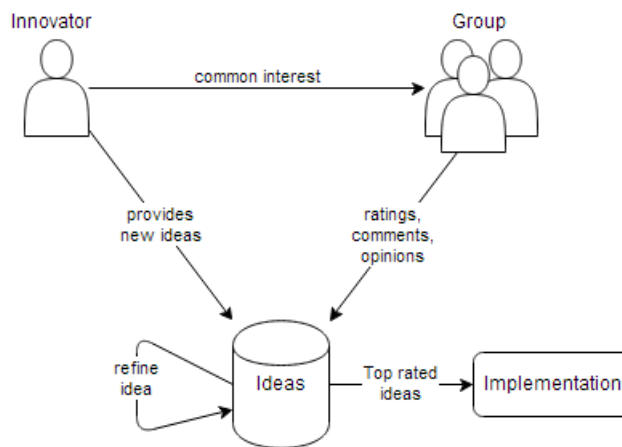 Innovator
Group
common interest
provides
new ideas
ratings,
comments,
opinions
refine
idea
Ideas
Top rated
ideas
Implementation